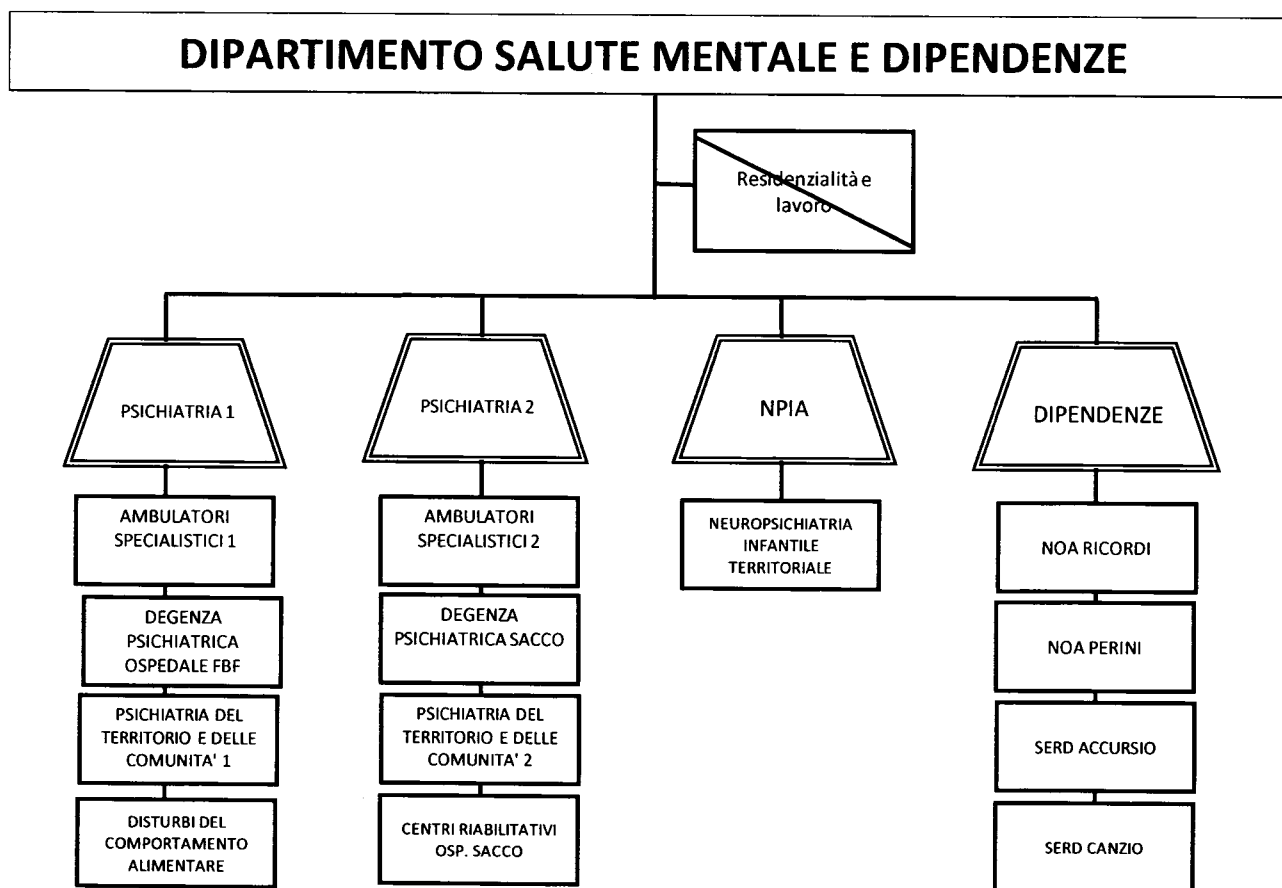 DIPARTIMENTO SALUTE MENTALE E DIPENDENZE
Residenzialità e
lavoro
PSICHIATRIA 1
PSICHIATRIA 2
NPIA
DIPENDENZE
AMBULATORI
SPECIALISTICI 1
DEGENZA
PSICHIATRICA
OSPEDALE FBF
PSICHIATRIA DEL
TERRITORIO E DELLE
COMUNITA' 1
DISTURBI DEL
COMPORTAMENTO
ALIMENTARE
AMBULATORI
SPECIALISTICI 2
DEGENZA
PSICHIATRICA SACCO
PSICHIATRIA DEL
TERRITORIO E DELLE
COMUNITA' 2
CENTRI RIABILITATIVI
OSP. SACCO
NEUROPSICHIATRIA
INFANTILE
TERRITORIALE
NOA RICORDI
NOA PERINI
SERD ACCURSIO
SERD CANZIO